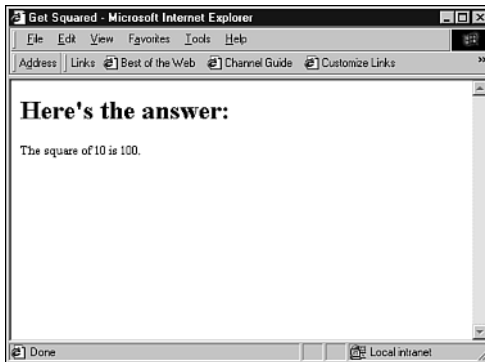 Get Squared - Microsoft Internet Explorer
File Edit View Favorites Tools Help
Address Links Best of the Web Channel Guide Customize Links »
Here's the answer:
The square of 10 is 100.
Done Local intranet